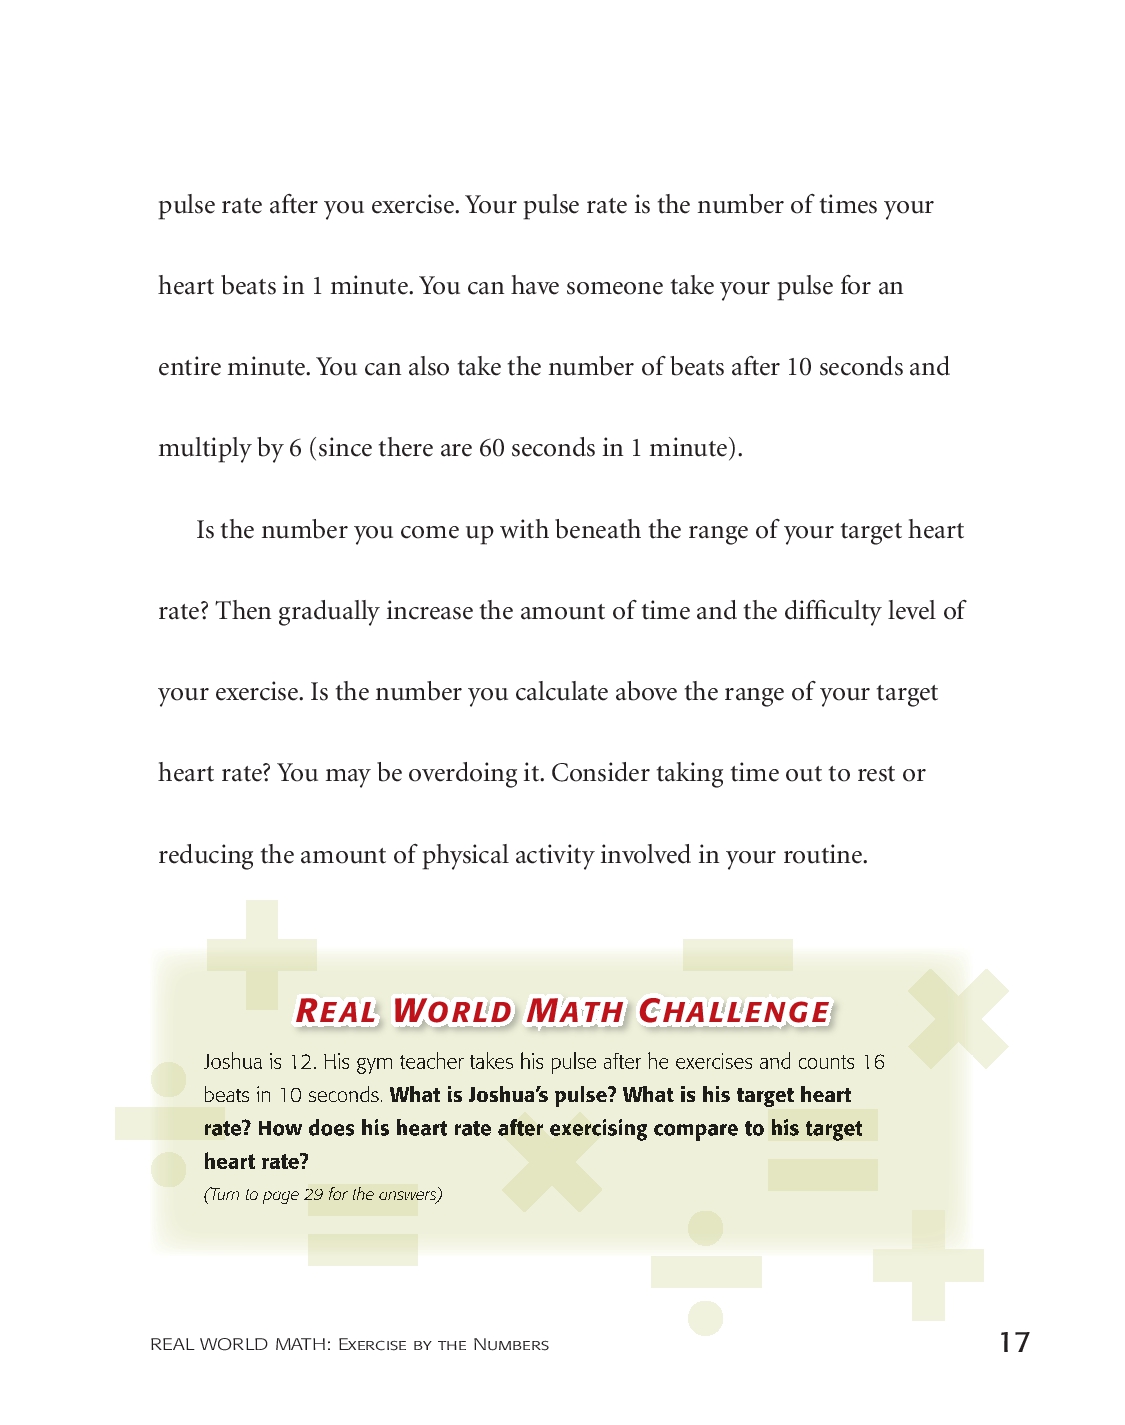 pulse rate after you exercise. Your pulse rate is the number of times your
heart beats in 1 minute. You can have someone take your pulse for an
entire minute. You can also take the number of beats after 10 seconds and
multiply by 6 (since there are 60 seconds in 1 minute).
Is the number you come up with beneath the range of your target heart
rate? Then gradually increase the amount of time and the difficulty level of
your exercise. Is the number you calculate above the range of your target
heart rate? You may be overdoing it. Consider taking time out to rest or
reducing the amount of physical activity involved in your routine.
REAL WORLD MATH CHALLENGE
Joshua is 12. His gym teacher takes his pulse after he exercises and counts 16
beats in 10 seconds. What is Joshua's pulse? What is his target heart
rate? How does his heart rate after exercising compare to his target
heart rate?
(Turn to page 29 for the answers)
REAL WORLD MATH: EXERCISE BY THE NUMBERS 17